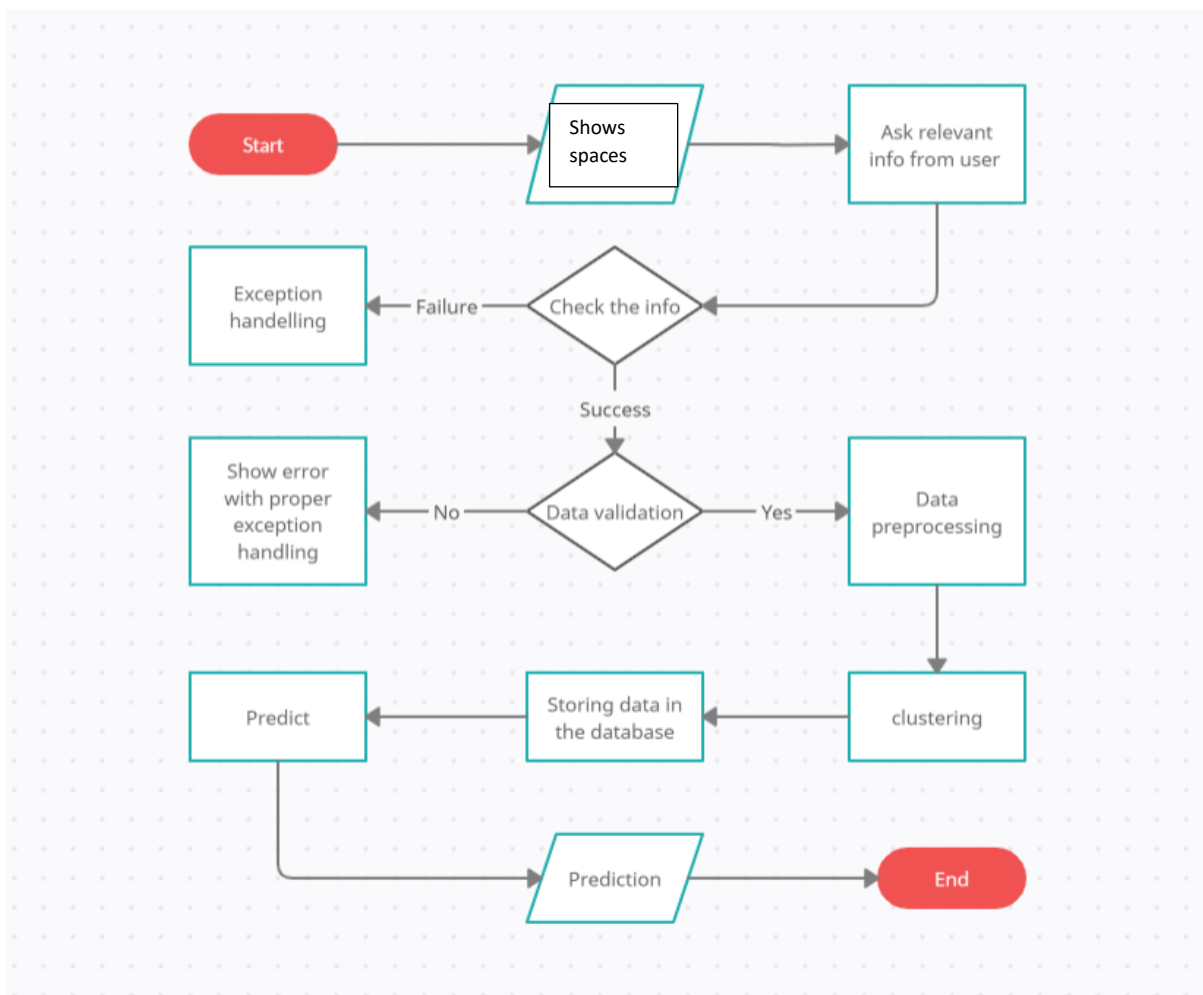 Start
Shows
spaces
Ask relevant
info from user
Exception
handelling
Failure
Check the info
Success
Show error
with proper
exception
handling
No
Data validation
Yes
Data
preprocessing
Predict
Storing data in
the database
clustering
Prediction
End